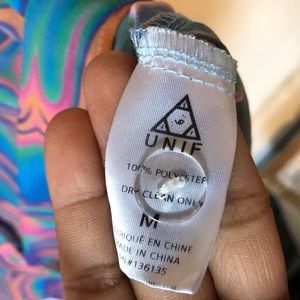 UNIF
100% POLYESTER
DRY CLEAN ONLY
M
FABRIQUÉ EN CHINE
MADE IN CHINA
#136135